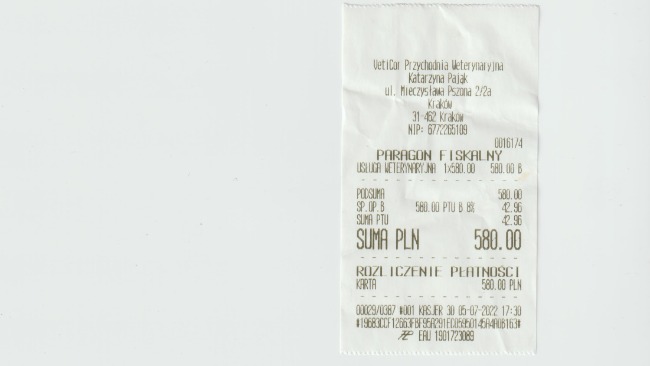 VetiCor Przychodnia Weterynaryjna
Katarzyna Pająk
ul. Mieczysława Pszona 2/2a
Kraków
31-462 Kraków
NIP: 6772265109
00161/4
PARAGON FISKALNY
USŁUGA WETERYNARYJNA 1x580.00 580.00 B
PODSUMA 580.00
SP.OP.B 580.00 PTU B 8% 42.96
SUMA PTU 42.96
SUMA PLN 580.00
ROZLICZENIE PŁATNOŚCI
KARTA 580.00 PLN
00029/0387 #001 KASJER 30 05-07-2022 17:30
EAU 1901723089